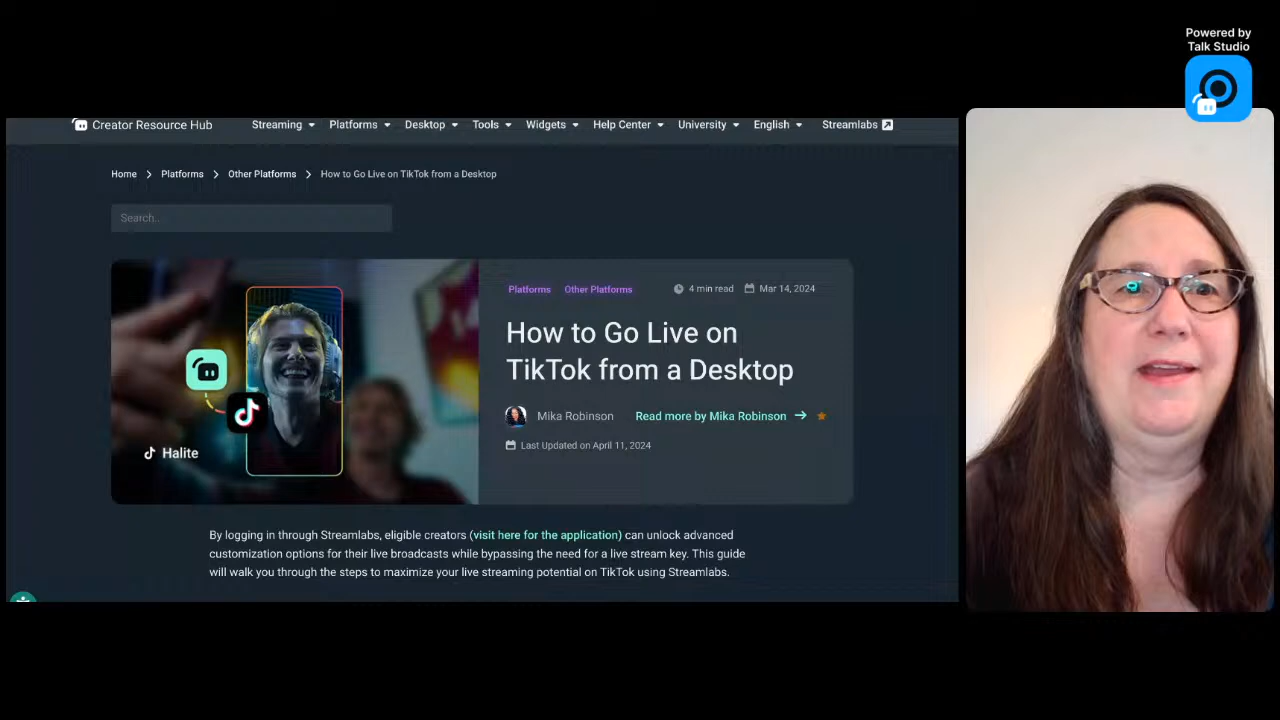 Powered by
Talk Studio
Creator Resource Hub Streaming Platforms Desktop Tools Widgets Help Center University English Streamlabs
Home Platforms Other Platforms How to Go Live on TikTok from a Desktop
Search..
Platforms Other Platforms 4 min read Mar 14, 2024
How to Go Live on
TikTok from a Desktop
Mika Robinson Read more by Mika Robinson
Last Updated on April 11, 2024
Halite
By logging in through Streamlabs, eligible creators (visit here for the application) can unlock advanced
customization options for their live broadcasts while bypassing the need for a live stream key. This guide
will walk you through the steps to maximize your live streaming potential on TikTok using Streamlabs.